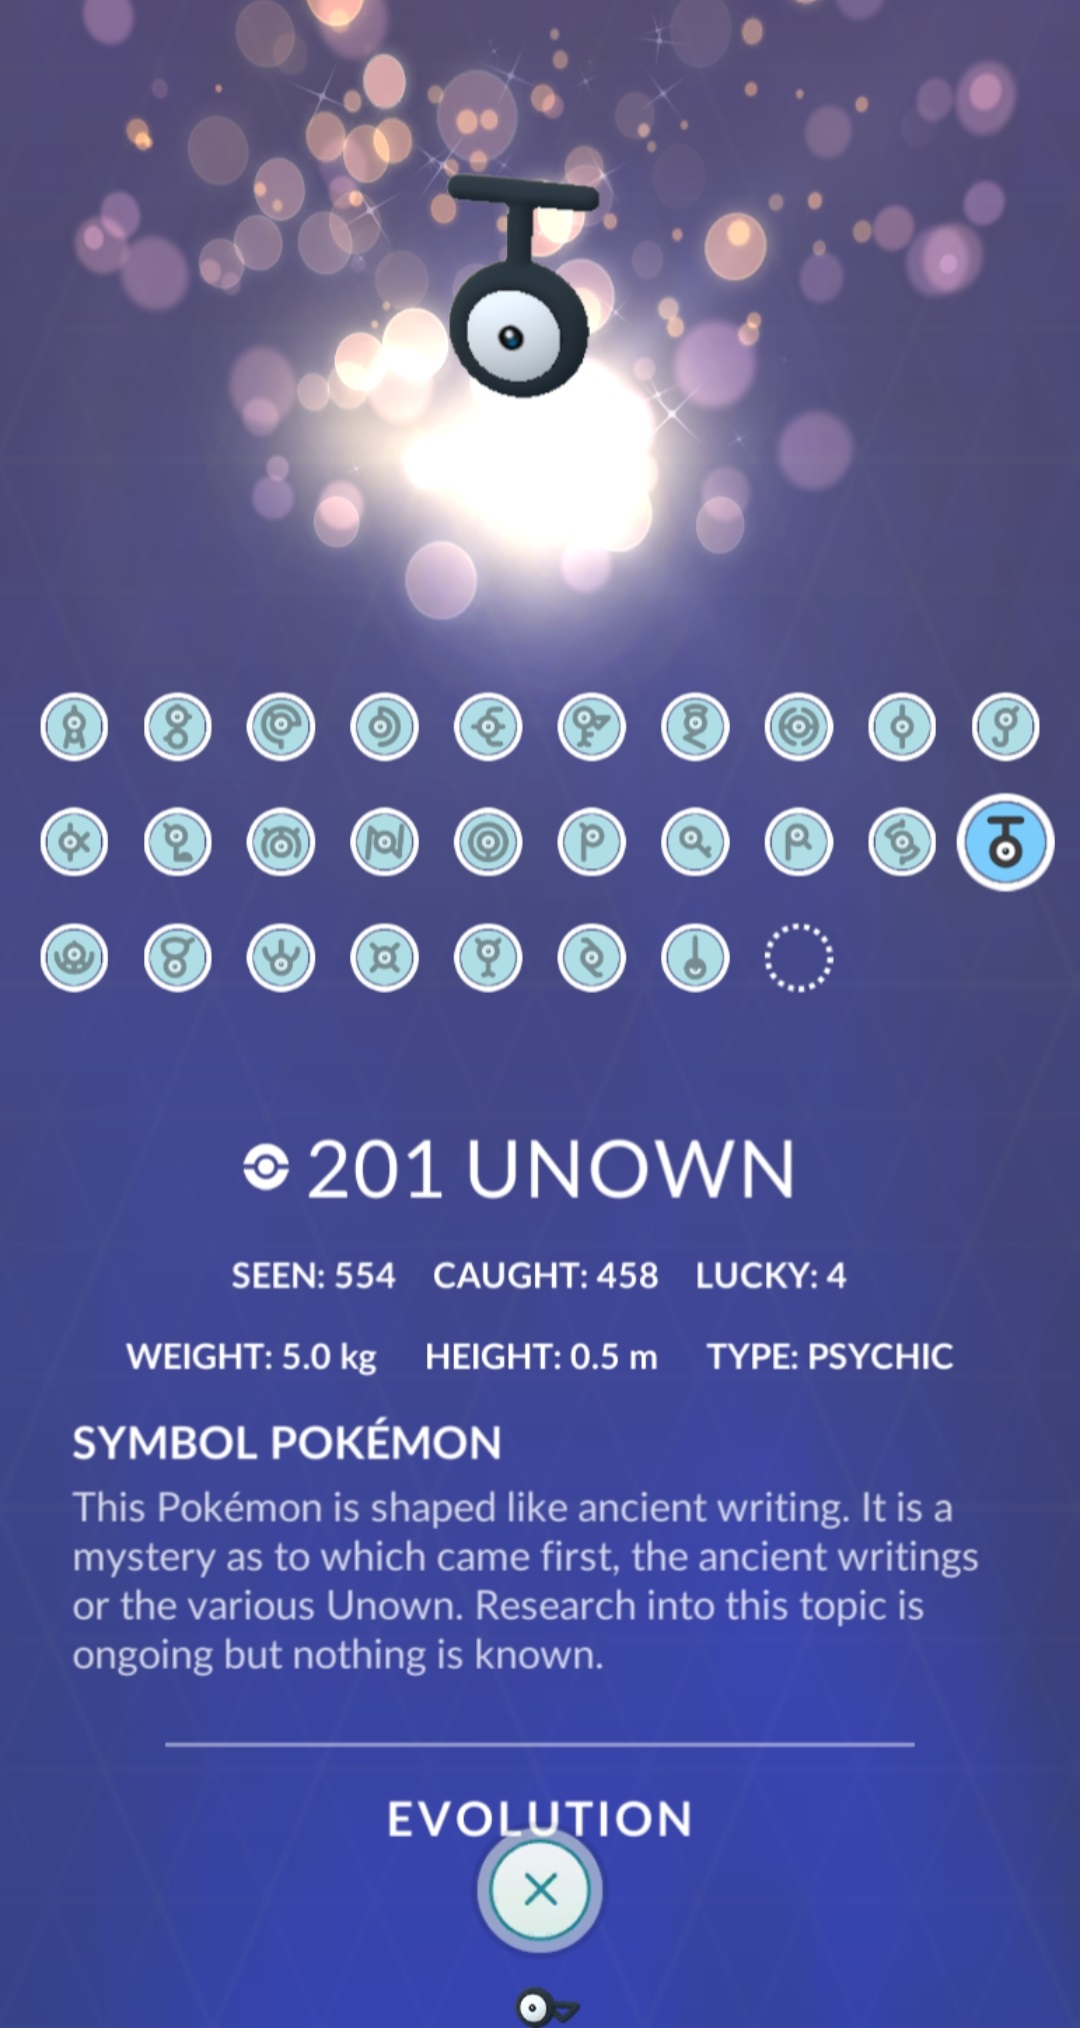 201 UNOWN
SEEN: 554 CAUGHT: 458 LUCKY: 4
WEIGHT: 5.0 kg HEIGHT: 0.5 m TYPE: PSYCHIC
SYMBOL POKÉMON
This Pokémon is shaped like ancient writing. It is a
mystery as to which came first, the ancient writings
or the various Unown. Research into this topic is
ongoing but nothing is known.
EVOLUTION